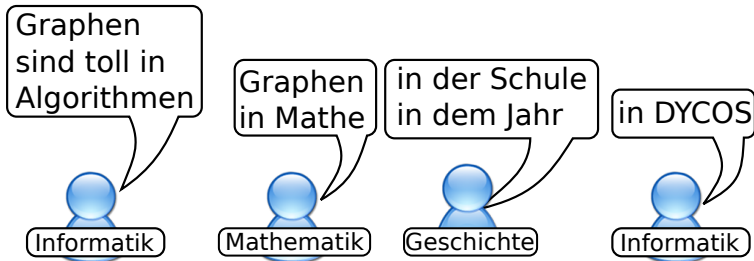 Graphen
sind toll in
Algorithmen
Graphen
in Mathe
in der Schule
in dem Jahr
in DYCOS
Informatik
Mathematik
Geschichte
Informatik